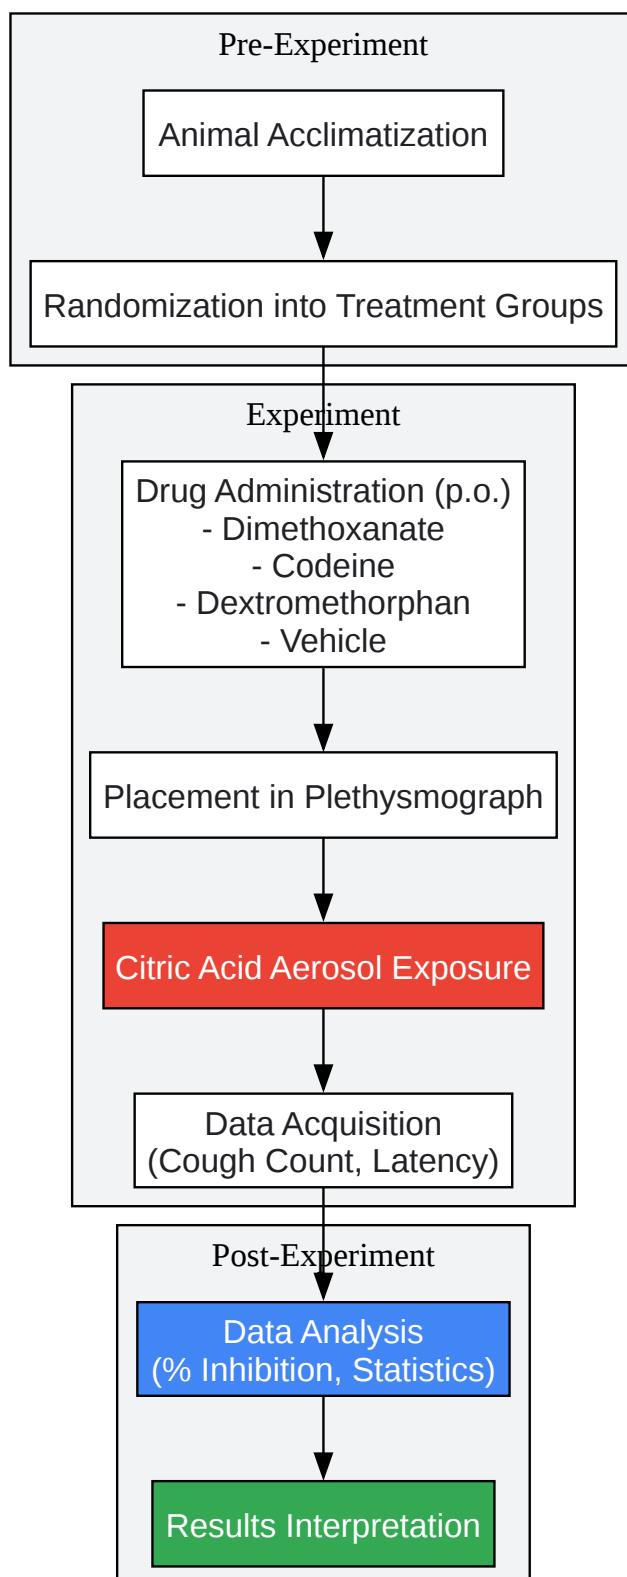 Pre-Experiment
Animal Acclimatization
Randomization into Treatment Groups
Experiment
Drug Administration (p.o.)
- Dimethoxanate
- Codeine
- Dextromethorphan
- Vehicle
Placement in Plethysmograph
Citric Acid Aerosol Exposure
Data Acquisition
(Cough Count, Latency)
Post-Experiment
Data Analysis
(% Inhibition, Statistics)
Results Interpretation